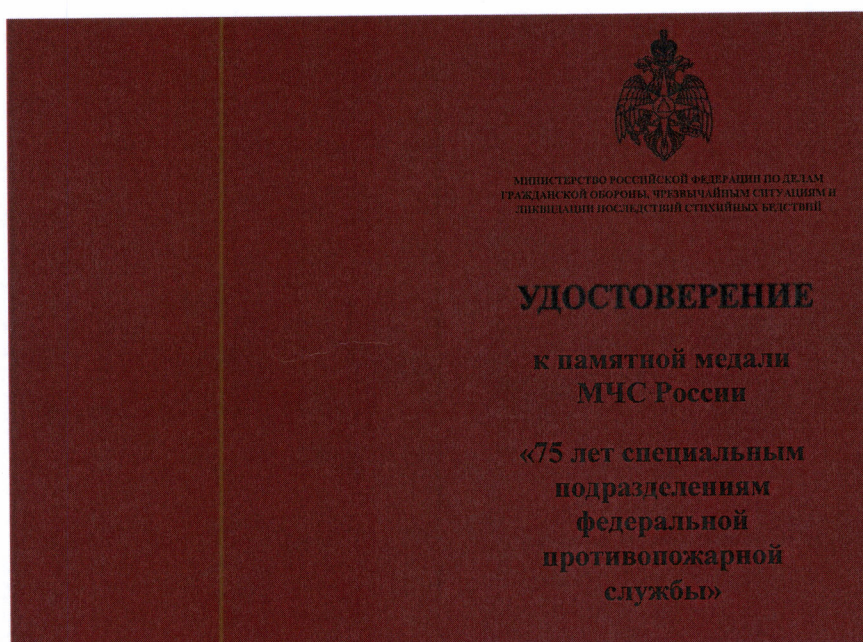 МИНИСТЕРСТВО РОССИЙСКОЙ ФЕДЕРАЦИИ ПО ДЕЛАМ
ГРАЖДАНСКОЙ ОБОРОНЫ, ЧРЕЗВЫЧАЙНЫМ СИТУАЦИЯМ И
ЛИКВИДАЦИИ ПОСЛЕДСТВИЙ СТИХИЙНЫХ БЕДСТВИЙ
УДОСТОВЕРЕНИЕ
к памятной медали
МЧС России
«75 лет специальным
подразделениям
федеральной
противопожарной
службы»